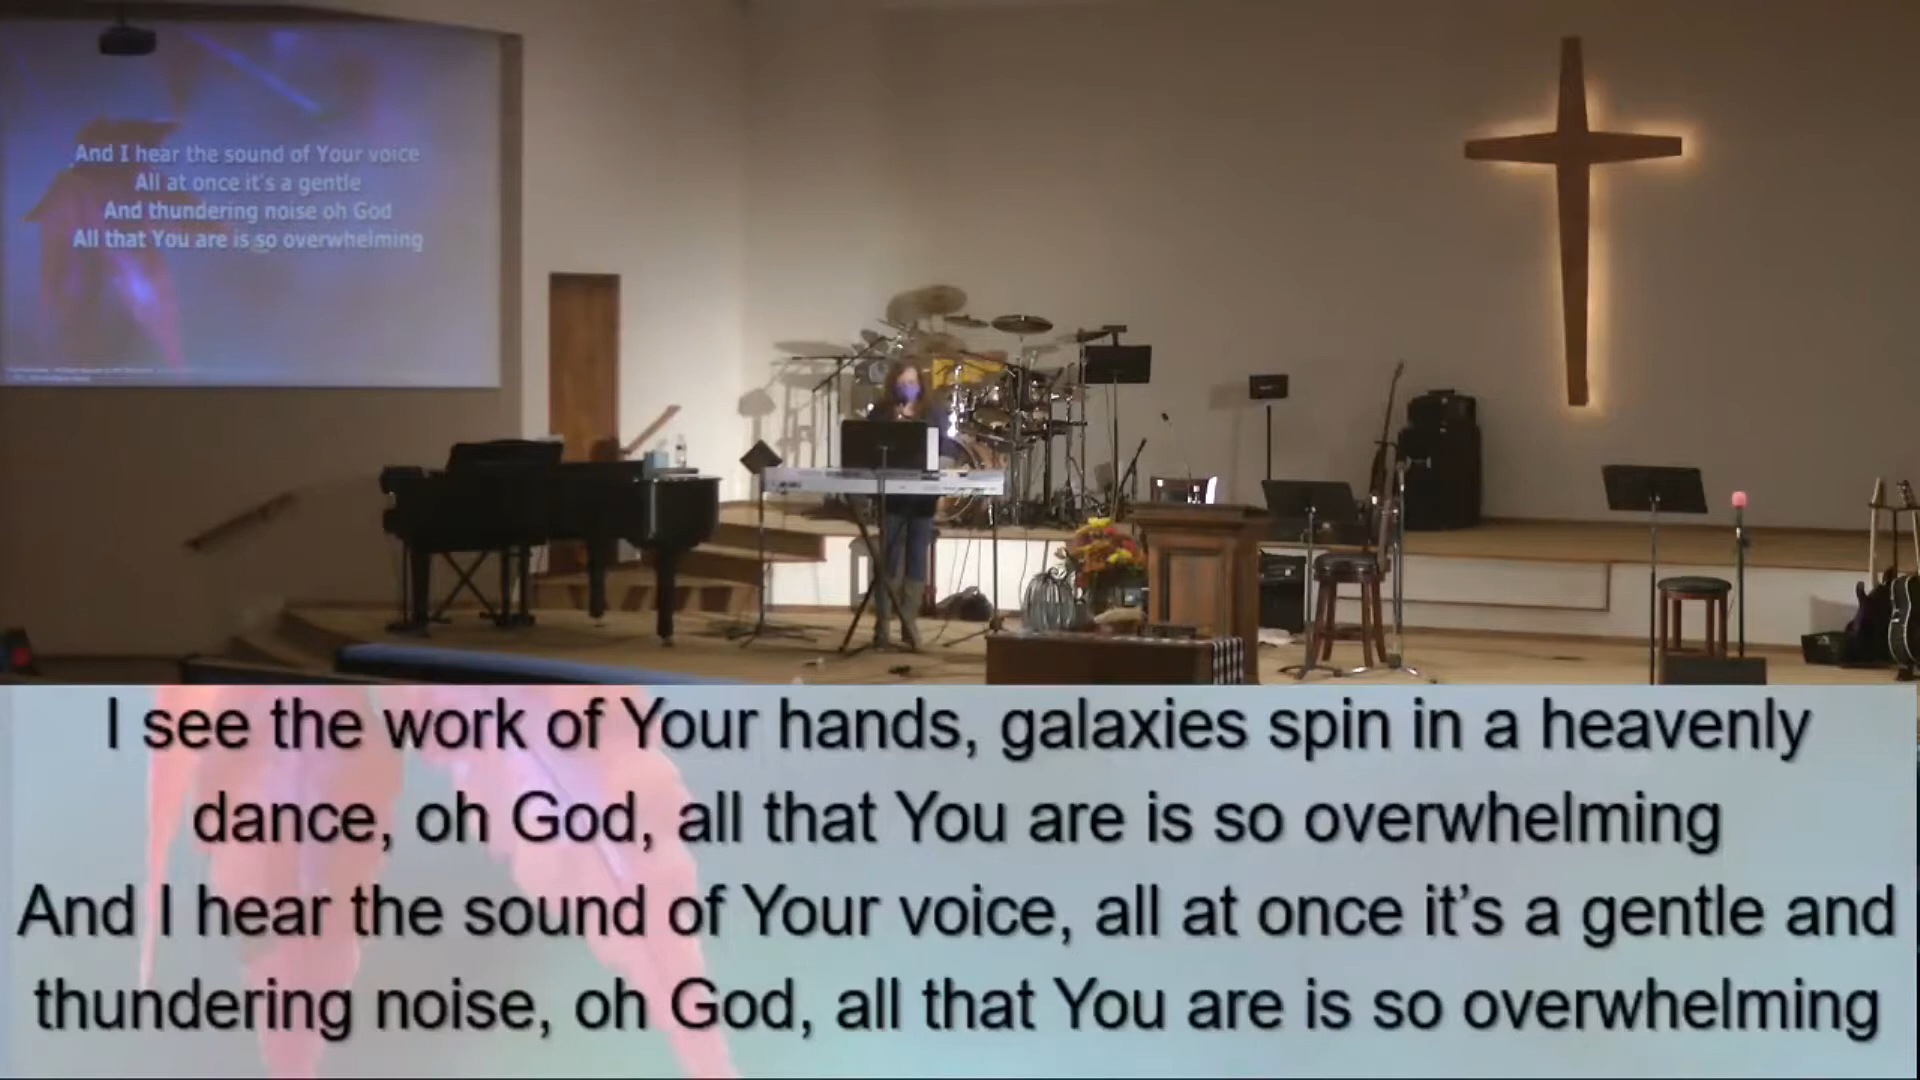 And I hear the sound of Your voice
All at once it's a gentle
And thundering noise oh God
All that You are is so overwhelming
I see the work of Your hands, galaxies spin in a heavenly
dance, oh God, all that You are is so overwhelming
And I hear the sound of Your voice, all at once it’s a gentle and
thundering noise, oh God, all that You are is so overwhelming